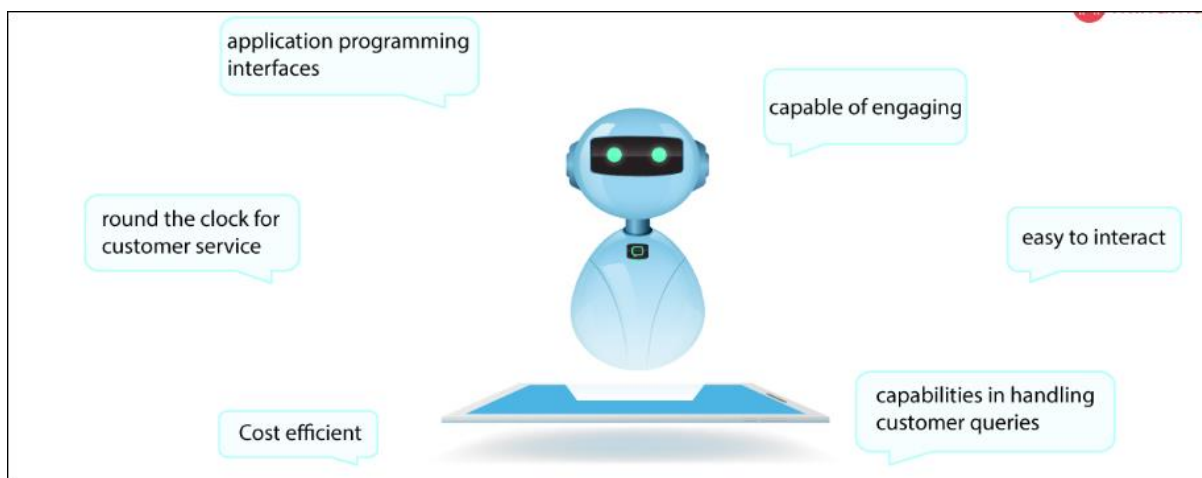 application programming
interfaces
capable of engaging
round the clock for
customer service
easy to interact
capabilities in handling
customer queries
Cost efficient